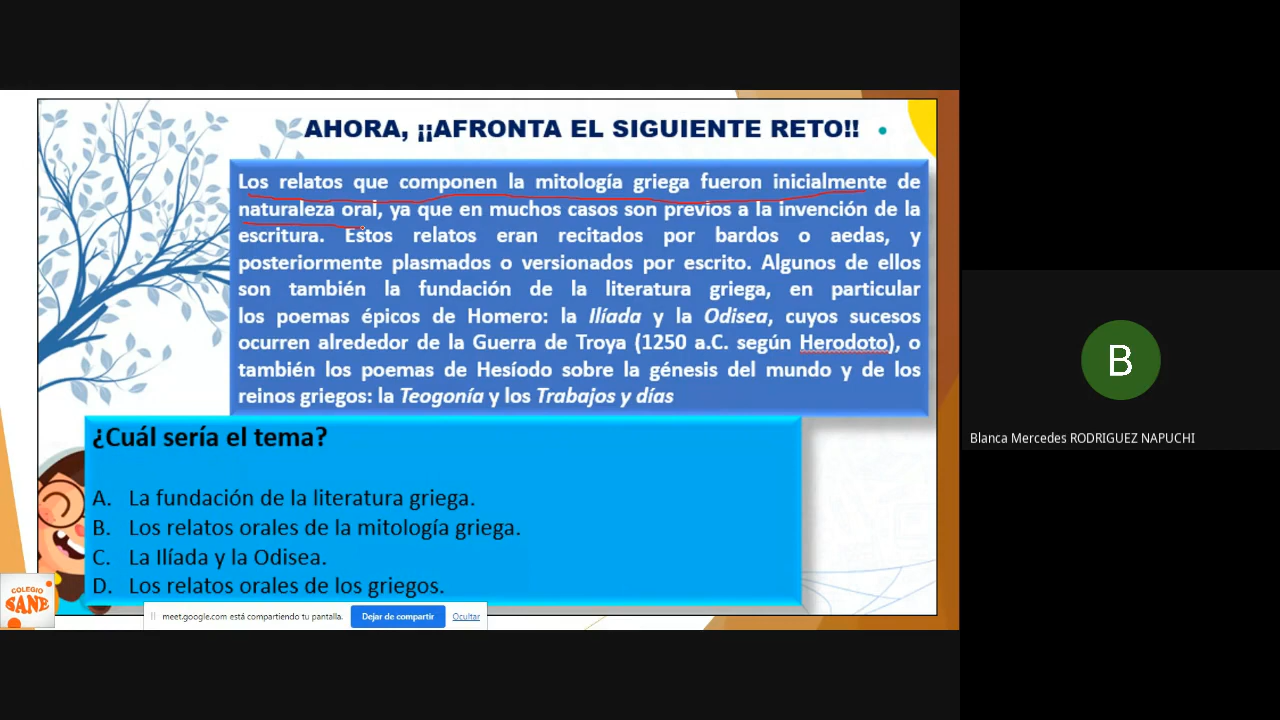 AHORA, ¡¡AFRONTA EL SIGUIENTE RETO!!
Los relatos que componen la mitología griega fueron inicialmente de
naturaleza oral, ya que en muchos casos son previos a la invención de la
escritura. Estos relatos eran recitados por bardos o aedas, y
posteriormente plasmados o versionados por escrito. Algunos de ellos
son también la fundación de la literatura griega, en particular
los poemas épicos de Homero: la Ilíada y la Odisea, cuyos sucesos
ocurren alrededor de la Guerra de Troya (1250 a.C. según Herodoto), o
también los poemas de Hesíodo sobre la génesis del mundo y de los
reinos griegos: la Teogonía y los Trabajos y días
¿Cuál sería el tema?
A. La fundación de la literatura griega.
B. Los relatos orales de la mitología griega.
C. La Ilíada y la Odisea.
D. Los relatos orales de los griegos.
COLEGIO
SANE
meet.google.com está compartiendo tu pantalla.
Dejar de compartir
Ocultar
B
Blanca Mercedes RODRIGUEZ NAPUCHI